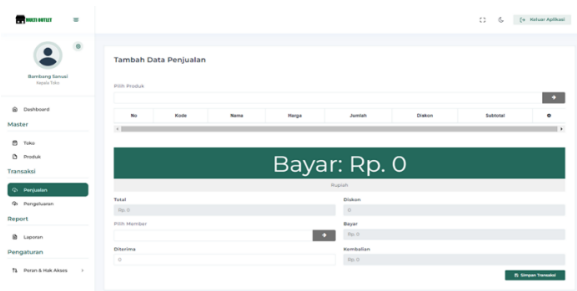 MULTI OUTLET
Keluar Aplikasi
Bambang Sanusi
Kepala Toko
Dashboard
Master
Toko
Produk
Transaksi
Penjualan
Pengeluaran
Report
Laporan
Pengaturan
Peran & Hak Akses
Tambah Data Penjualan
Pilih Produk
No Kode Nama Harga Jumlah Diskon Subtotal
Bayar: Rp. 0
Rupiah
Total Diskon
Rp. 0 0
Pilih Member Bayar
Rp. 0
Diterima Kembalian
0 Rp. 0
Simpan Transaksi